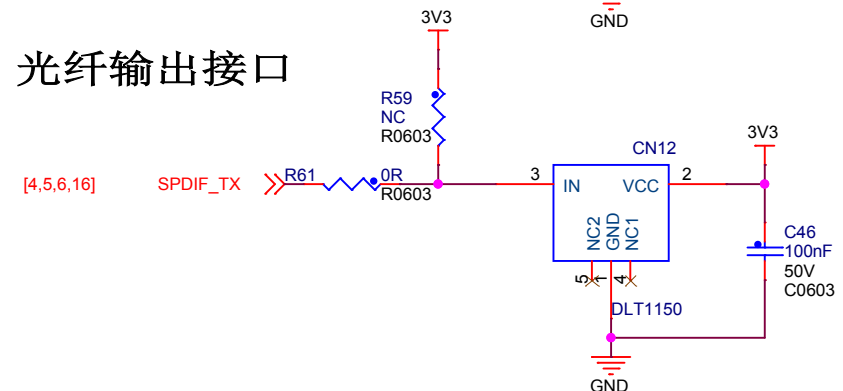 GND
3V3
光纤输出接口
R59
NC
R0603
3V3
CN12
[4,5,6,16] SPDIF_TX R61 0R
R0603
3 IN VCC 2
NC2 GND NC1
5 1 4
C46
100nF
50V
C0603
DLT1150
GND